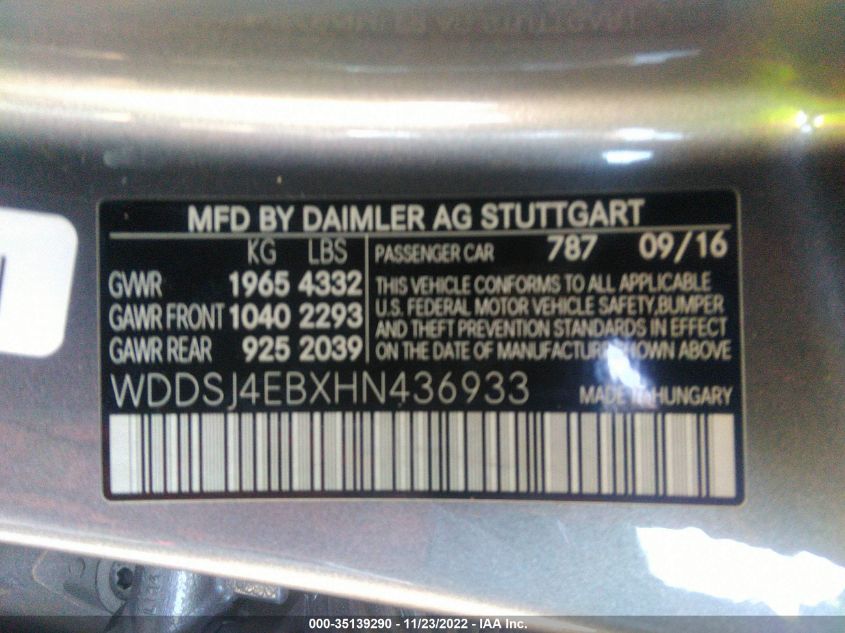 MFD BY DAIMLER AG STUTTGART
KG LBS
GVWR 1965 4332
GAWR FRONT 1040 2293
GAWR REAR 925 2039
PASSENGER CAR 787 09/16
THIS VEHICLE CONFORMS TO ALL APPLICABLE
U.S. FEDERAL MOTOR VEHICLE SAFETY,BUMPER
AND THEFT PREVENTION STANDARDS IN EFFECT
ON THE DATE OF MANUFACTURE SHOWN ABOVE
WDDSJ4EBXHN436933 MADE IN HUNGARY
000-35139290 - 11/23/2022 - IAA Inc.